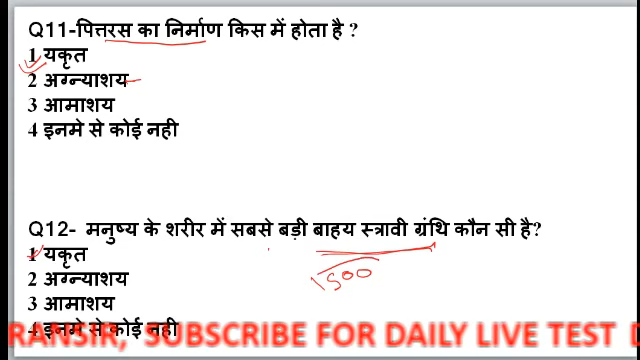 Q11-पित्तरस का निर्माण किस में होता है ?
1 यकृत
2 अग्न्याशय
3 आमाशय
4 इनमे से कोई नही
Q12- मनुष्य के शरीर में सबसे बड़ी बाहय स्त्रावी ग्रंथि कौन सी है?
1 यकृत
1500
2 अग्न्याशय
3 आमाशय
4 इनमे से कोई नही
RANSIR, SUBSCRIBE FOR DAILY LIVE TEST